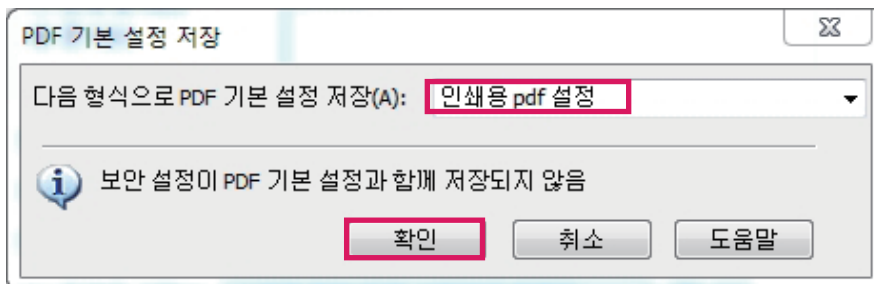 PDF 기본 설정 저장
다음 형식으로 PDF 기본 설정 저장(A): 인쇄용 pdf 설정
보안 설정이 PDF 기본 설정과 함께 저장되지 않음
확인 취소 도움말